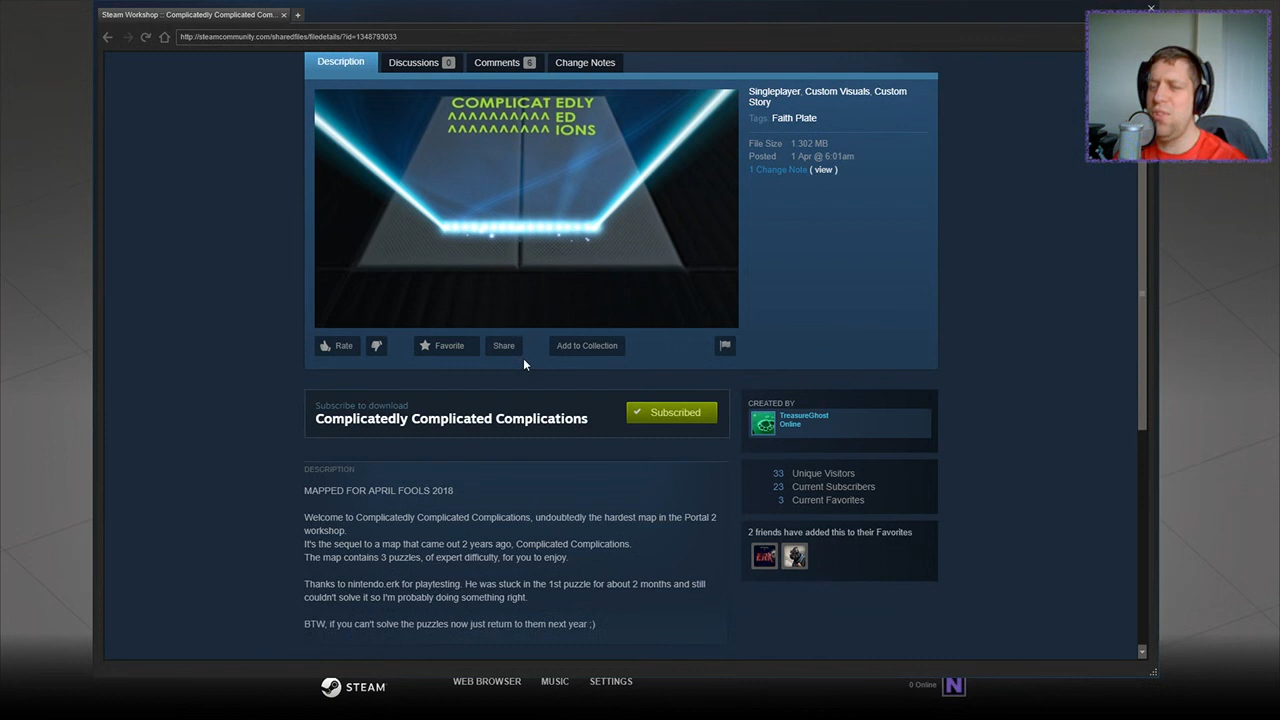 Steam Workshop :: Complicatedly Complicated Com...
http://steamcommunity.com/sharedfiles/filedetails/?id=1348793033
Description
Discussions 0
Comments 6
Change Notes
COMPLICAT EDLY
^^^^^^^^^^ ED
^^^^^^^^^^ IONS
Singleplayer, Custom Visuals, Custom
Story
Tags: Faith Plate
File Size 1.302 MB
Posted 1 Apr @ 6:01am
1 Change Note ( view )
Rate
Favorite
Share
Add to Collection
Subscribe to download
Complicatedly Complicated Complications
Subscribed
CREATED BY
TreasureGhost
Online
DESCRIPTION
MAPPED FOR APRIL FOOLS 2018
Welcome to Complicatedly Complicated Complications, undoubtedly the hardest map in the Portal 2
workshop.
It's the sequel to a map that came out 2 years ago, Complicated Complications.
The map contains 3 puzzles, of expert difficulty, for you to enjoy.
Thanks to nintendo.erk for playtesting. He was stuck in the 1st puzzle for about 2 months and still
couldn't solve it so I'm probably doing something right.
BTW, if you can't solve the puzzles now just return to them next year ;)
33 Unique Visitors
23 Current Subscribers
3 Current Favorites
2 friends have added this to their Favorites
ERK
STEAM
WEB BROWSER
MUSIC
SETTINGS
0 Online
N